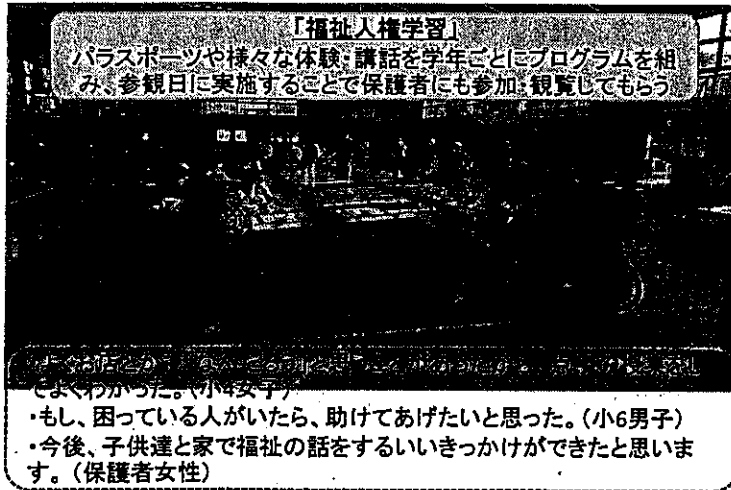 「福祉人権学習」
パラスポーツや様々な体験・講話を学年ごとにプログラムを組
み、参観日に実施することで保護者にも参加・観覧してもらう
てよくわかった。（小4女子）
・もし、困っている人がいたら、助けてあげたいと思った。（小6男子）
・今後、子供達と家で福祉の話をするいいきっかけができたと思いま
す。（保護者女性）